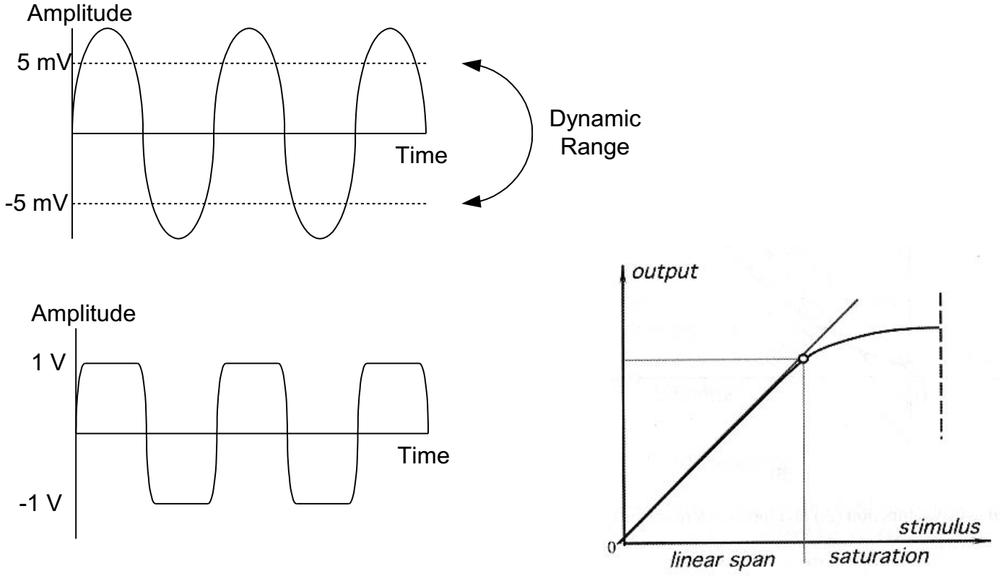 Amplitude
5 mV
Dynamic
Range
Time
-5 mV
Amplitude
1 V
Time
-1 V
output
stimulus
0
linear span
saturation